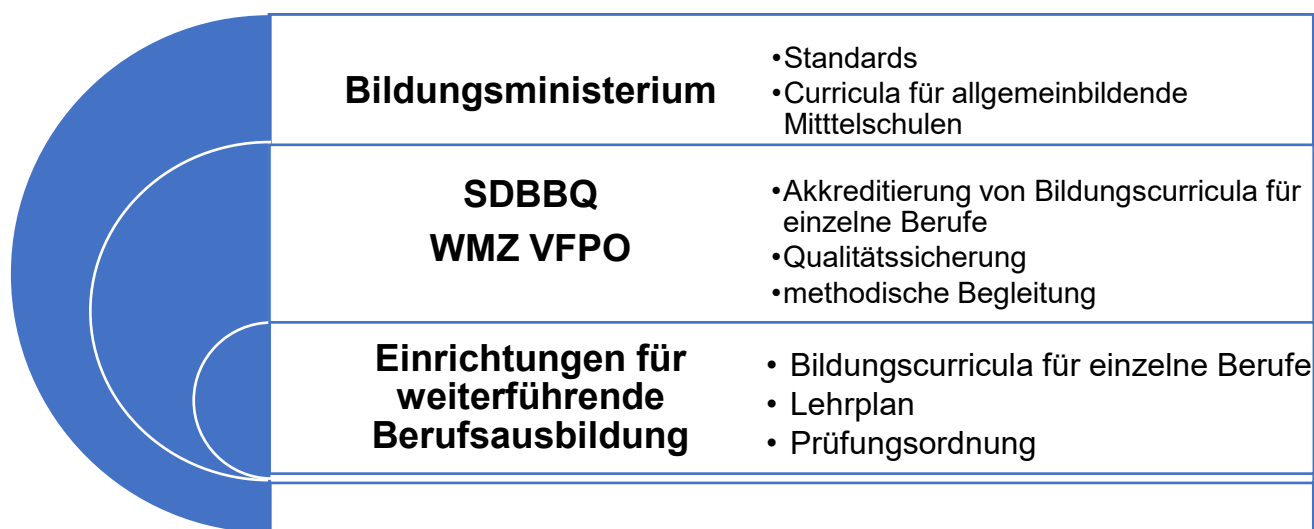 Bildungsministerium
•Standards
•Curricula für allgemeinbildende
Mitttelschulen
SDBBQ
WMZ VFPO
•Akkreditierung von Bildungscurricula für
einzelne Berufe
•Qualitätssicherung
•methodische Begleitung
Einrichtungen für
weiterführende
Berufsausbildung
• Bildungscurricula für einzelne Berufe
• Lehrplan
• Prüfungsordnung